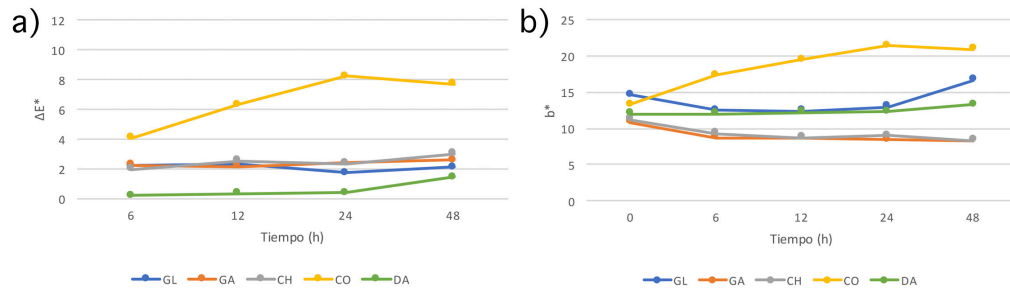 a)
12
10
8
6
4
2
0
ΔE*
6 12 24 48
Tiempo (h)
GL GA CH CO DA
b)
25
20
15
10
5
0
b*
0 6 12 24 48
Tiempo (h)
GL GA CH CO DA